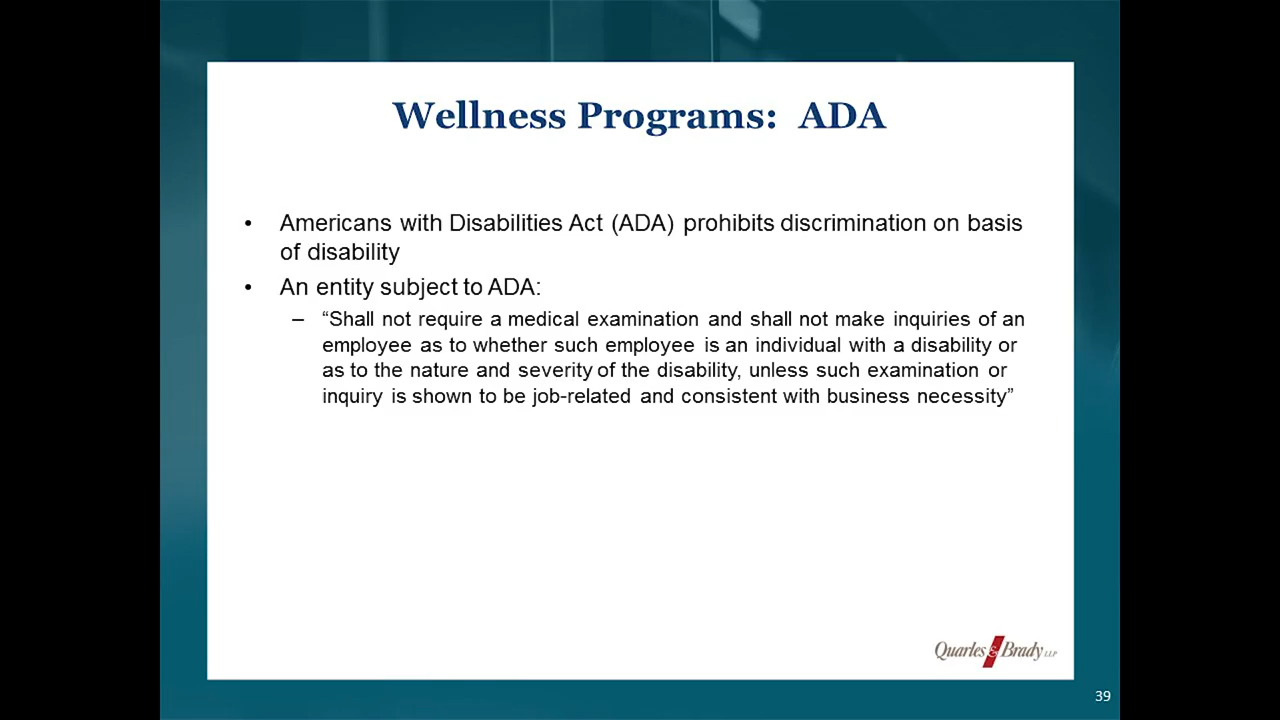 Wellness Programs: ADA
• Americans with Disabilities Act (ADA) prohibits discrimination on basis
of disability
• An entity subject to ADA:
– “Shall not require a medical examination and shall not make inquiries of an
employee as to whether such employee is an individual with a disability or
as to the nature and severity of the disability, unless such examination or
inquiry is shown to be job-related and consistent with business necessity”
Quarles & Brady LLP
39